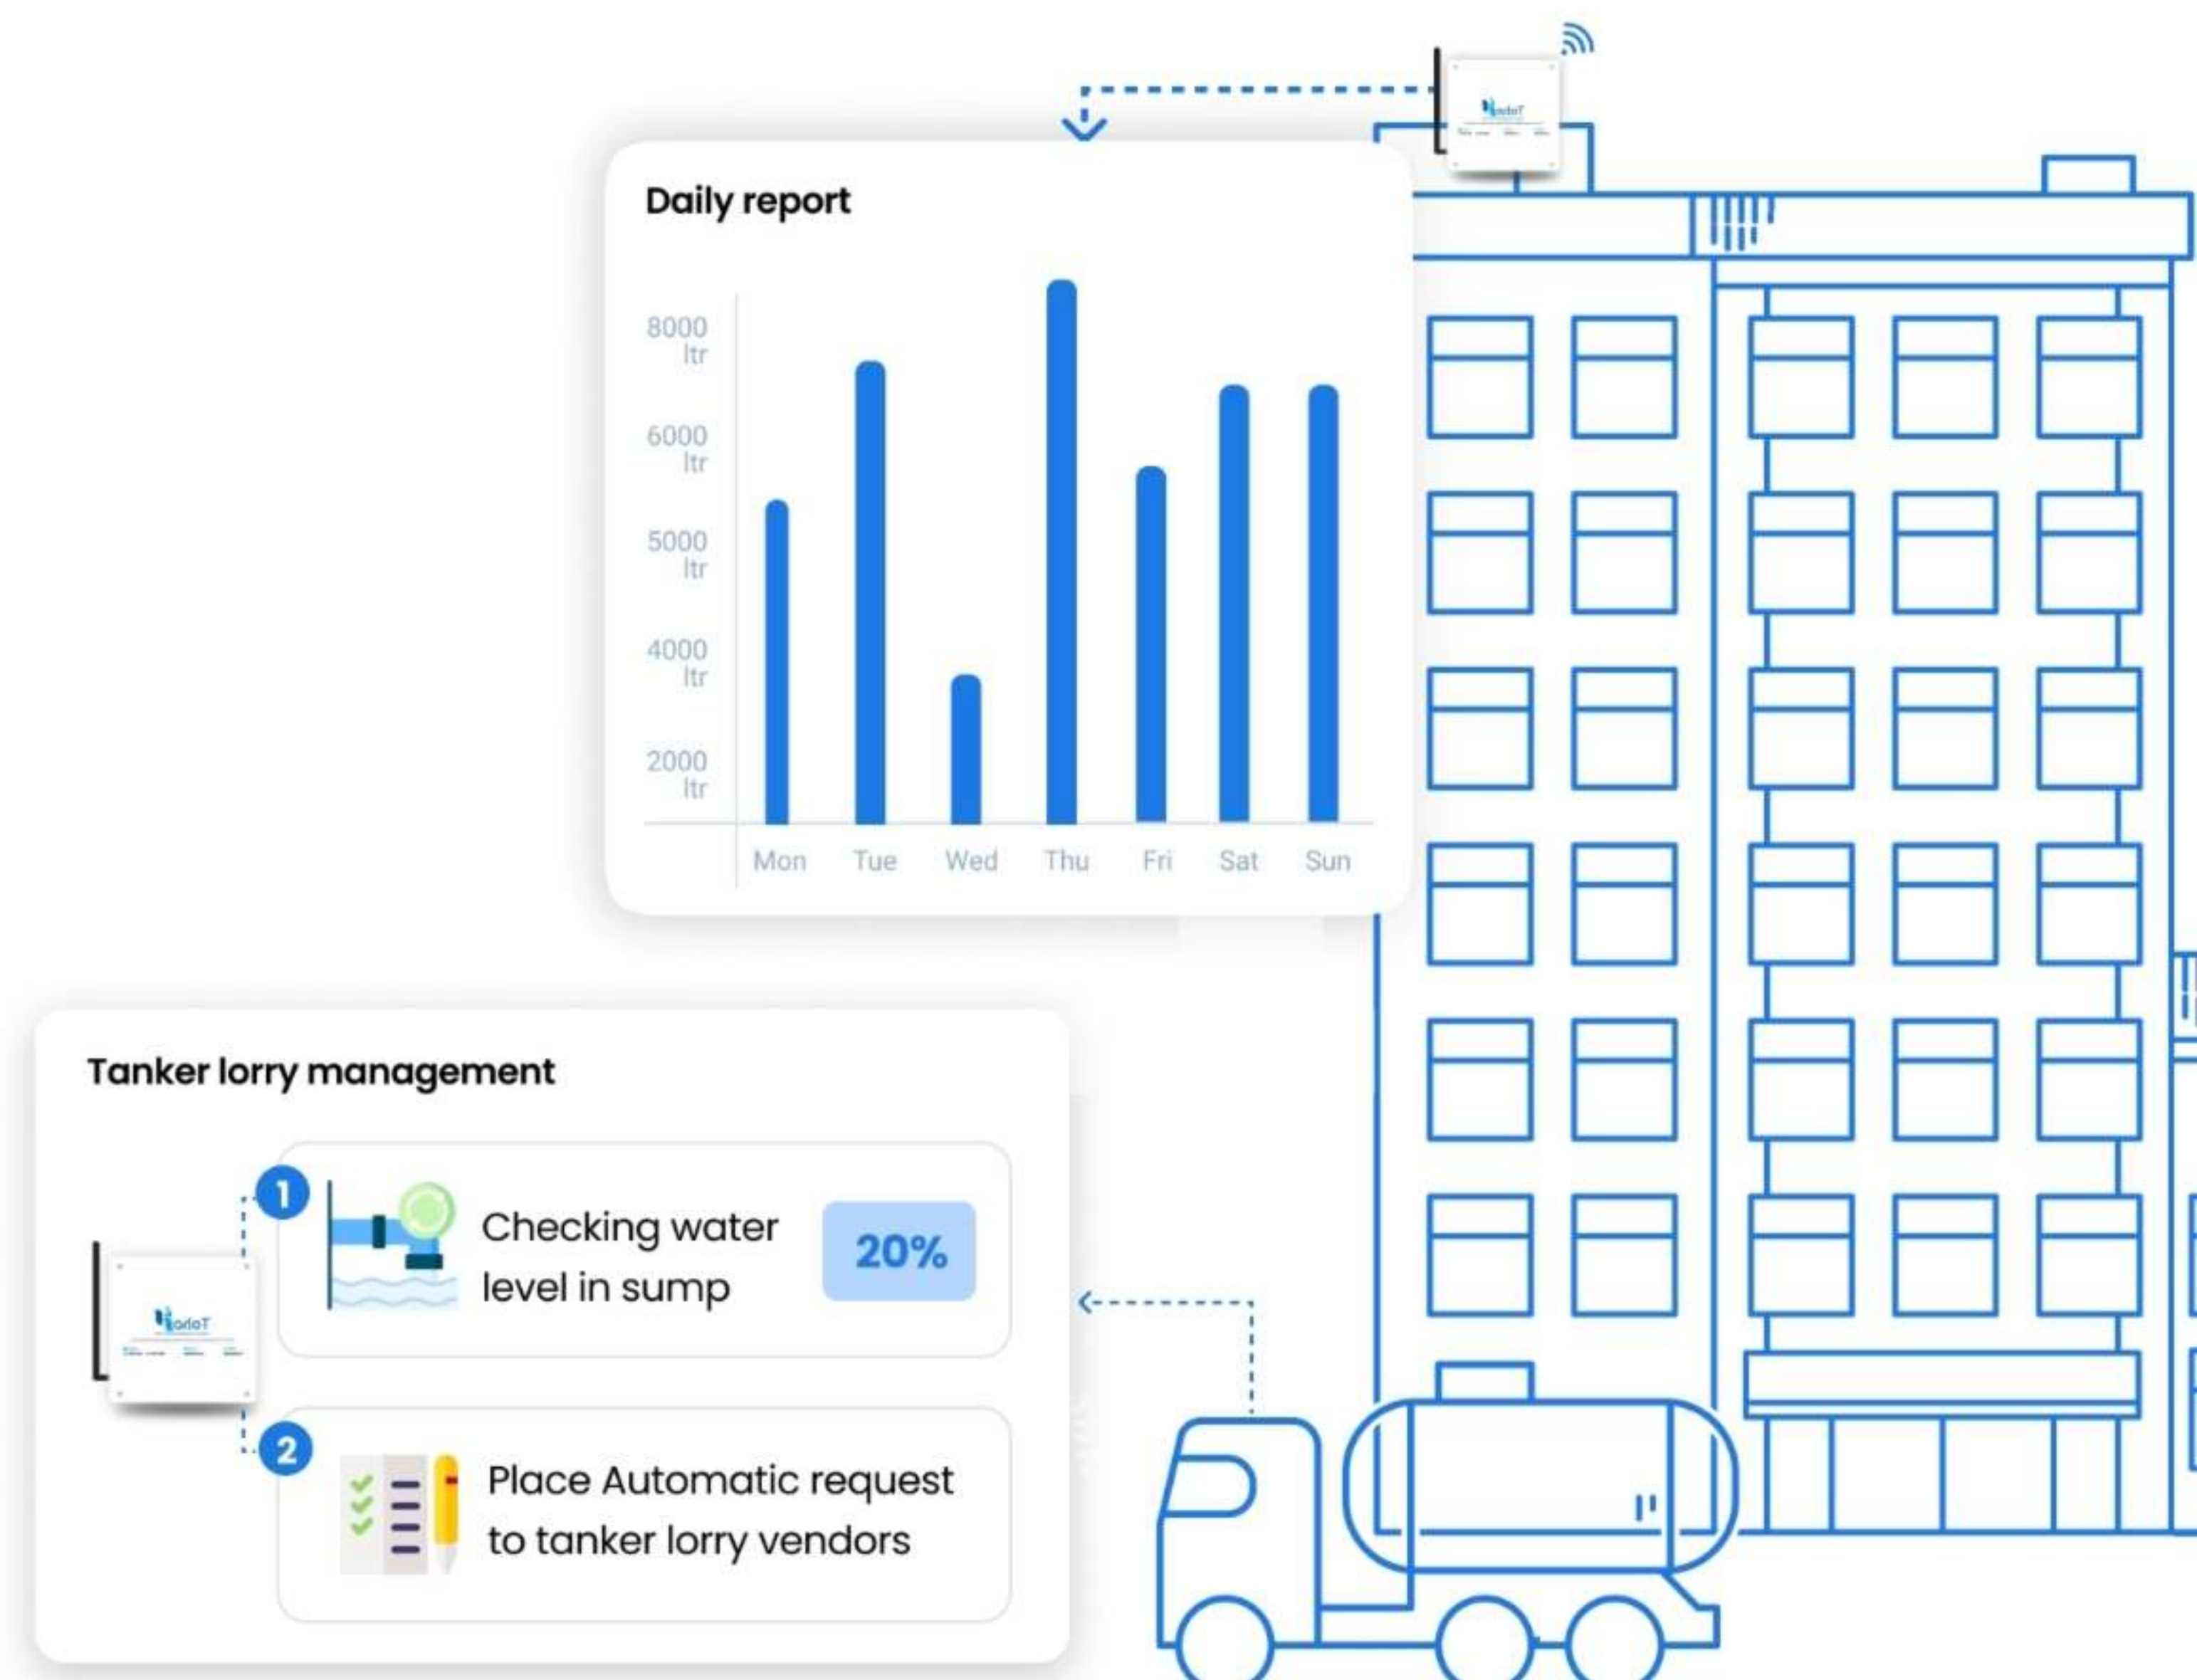 Daily report
8000
ltr
6000
ltr
5000
ltr
4000
ltr
2000
ltr
Mon Tue Wed Thu Fri Sat Sun
Tanker lorry management
1
Checking water
level in sump
20%
2
Place Automatic request
to tanker lorry vendors